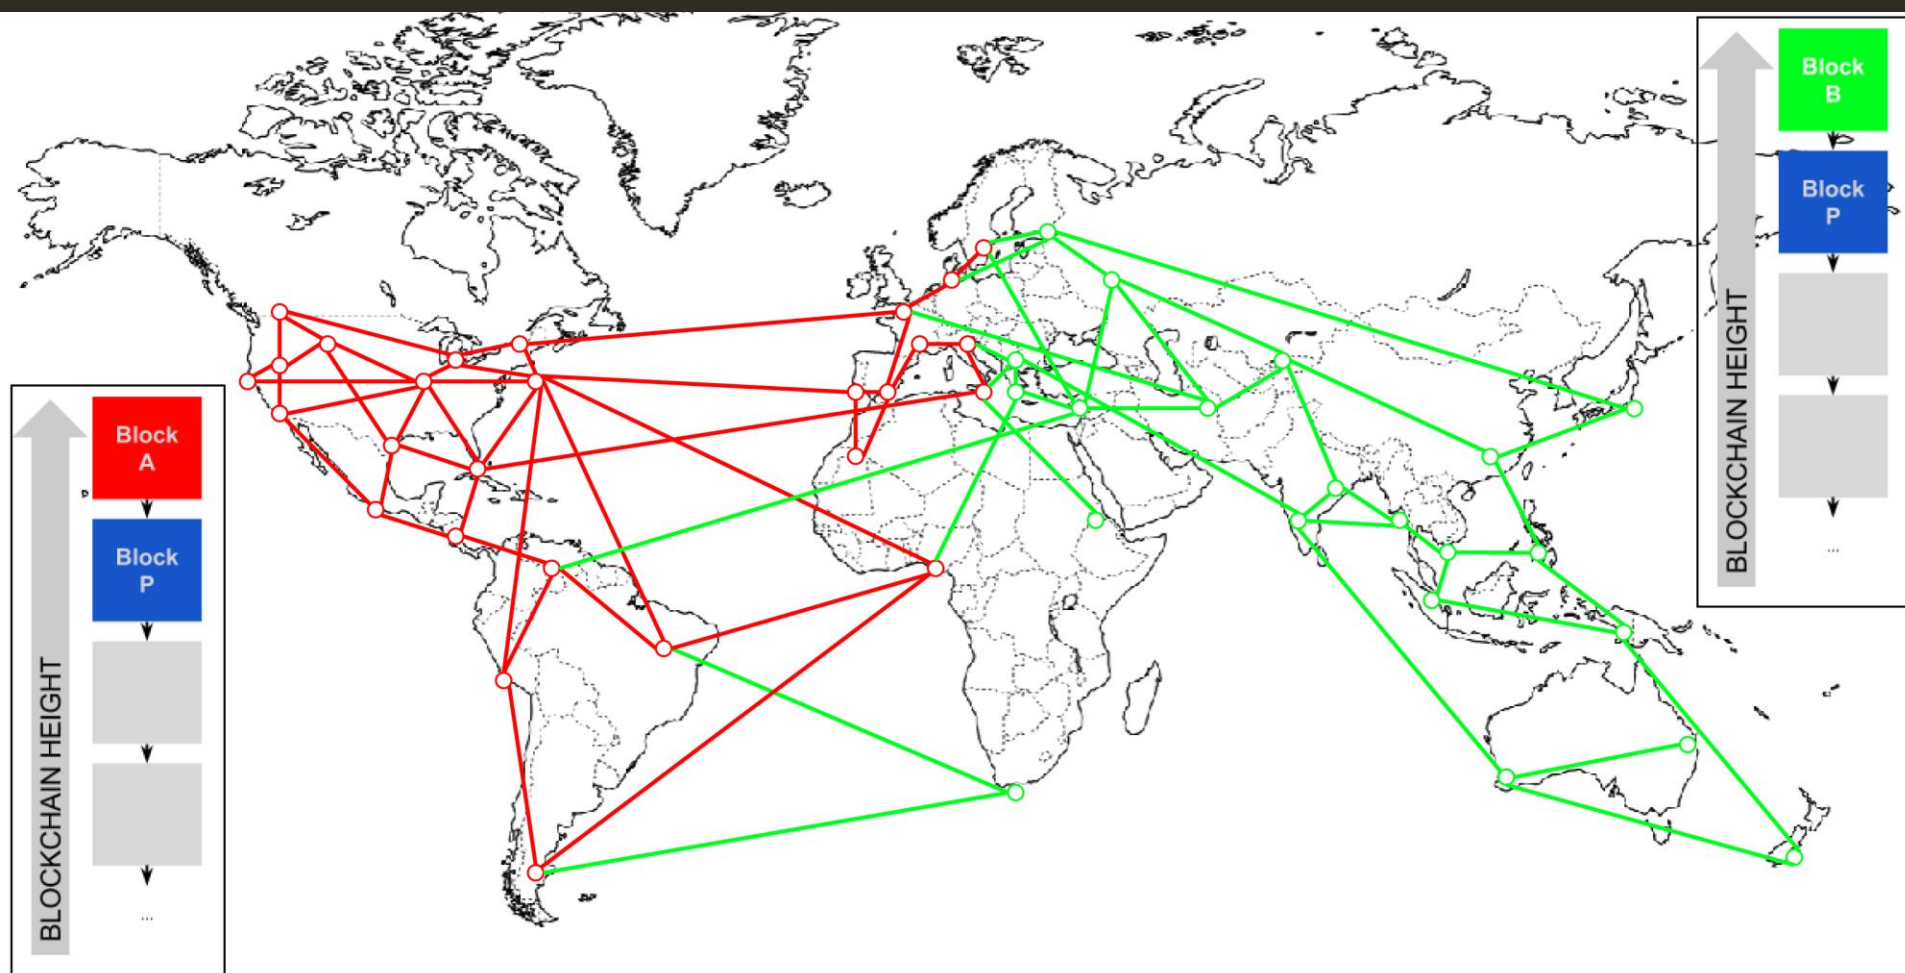 Block
A
Block
P
...
BLOCKCHAIN HEIGHT
Block
B
Block
P
...
BLOCKCHAIN HEIGHT